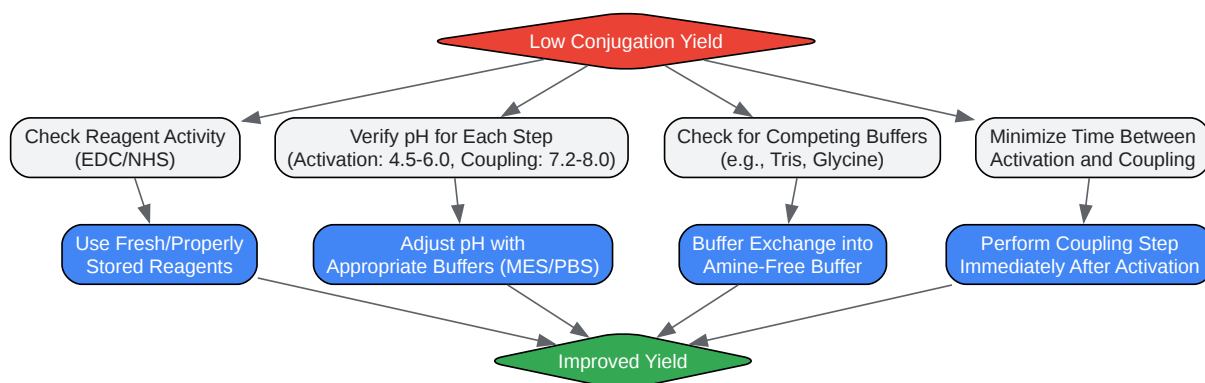 Low Conjugation Yield
Check Reagent Activity
(EDC/NHS)
Verify pH for Each Step
(Activation: 4.5-6.0, Coupling: 7.2-8.0)
Check for Competing Buffers
(e.g., Tris, Glycine)
Minimize Time Between
Activation and Coupling
Use Fresh/Properly
Stored Reagents
Adjust pH with
Appropriate Buffers (MES/PBS)
Buffer Exchange into
Amine-Free Buffer
Perform Coupling Step
Immediately After Activation
Improved Yield